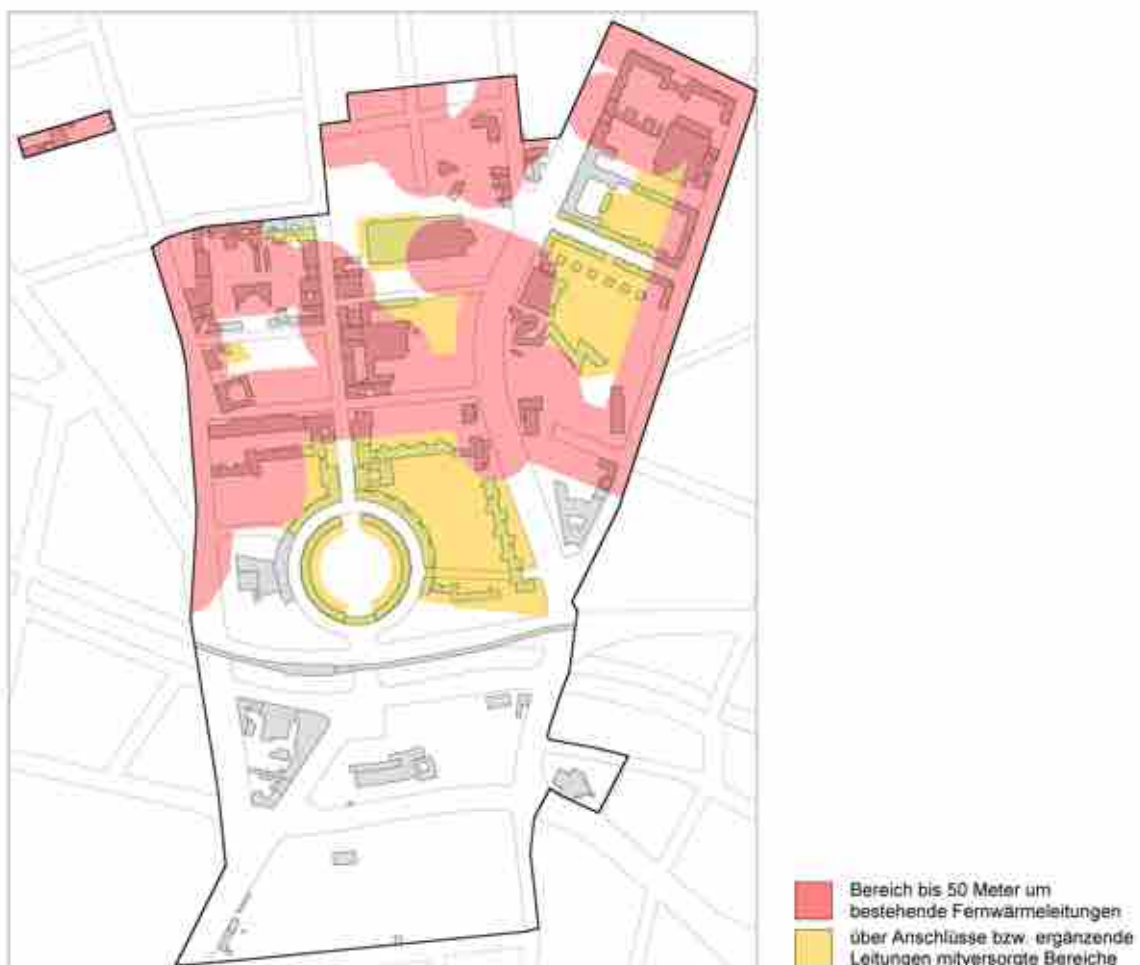 Bereich bis 50 Meter um
bestehende Fernwärmeleitungen
über Anschlüsse bzw. ergänzende
Leitungen mitversorgte Bereiche